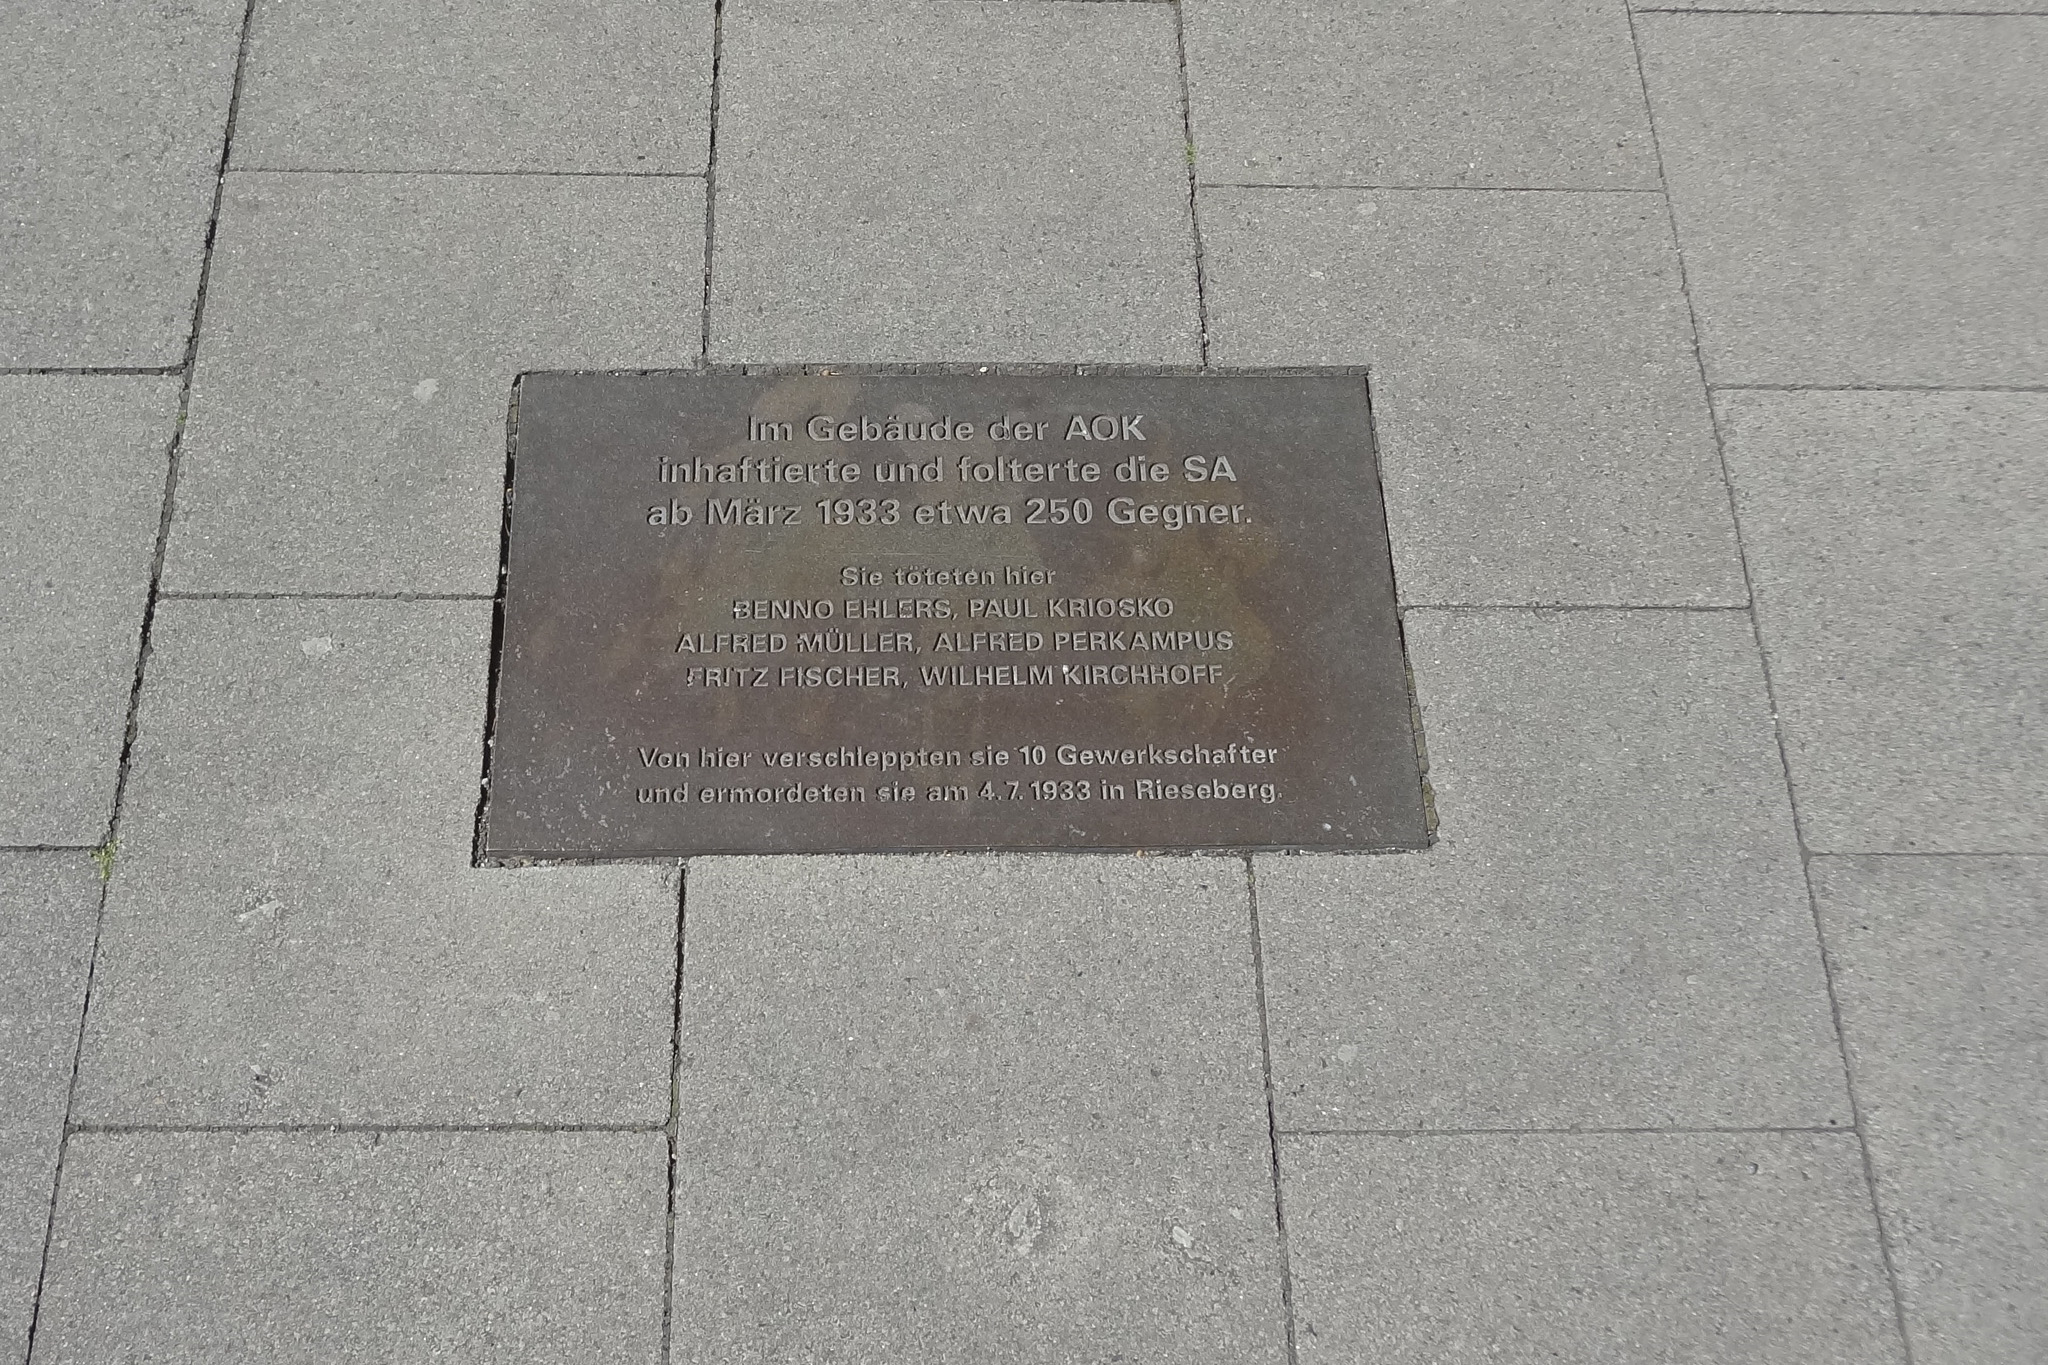 Im Gebäude der AOK
inhaftierte und folterte die SA
ab März 1933 etwa 250 Gegner.
Sie töteten hier
BENNO EHLERS, PAUL KRIOSKO
ALFRED MÜLLER, ALFRED PERKAMPUS
FRITZ FISCHER, WILHELM KIRCHHOFF
Von hier verschleppten sie 10 Gewerkschafter
und ermordeten sie am 4.7.1933 in Rieseberg.